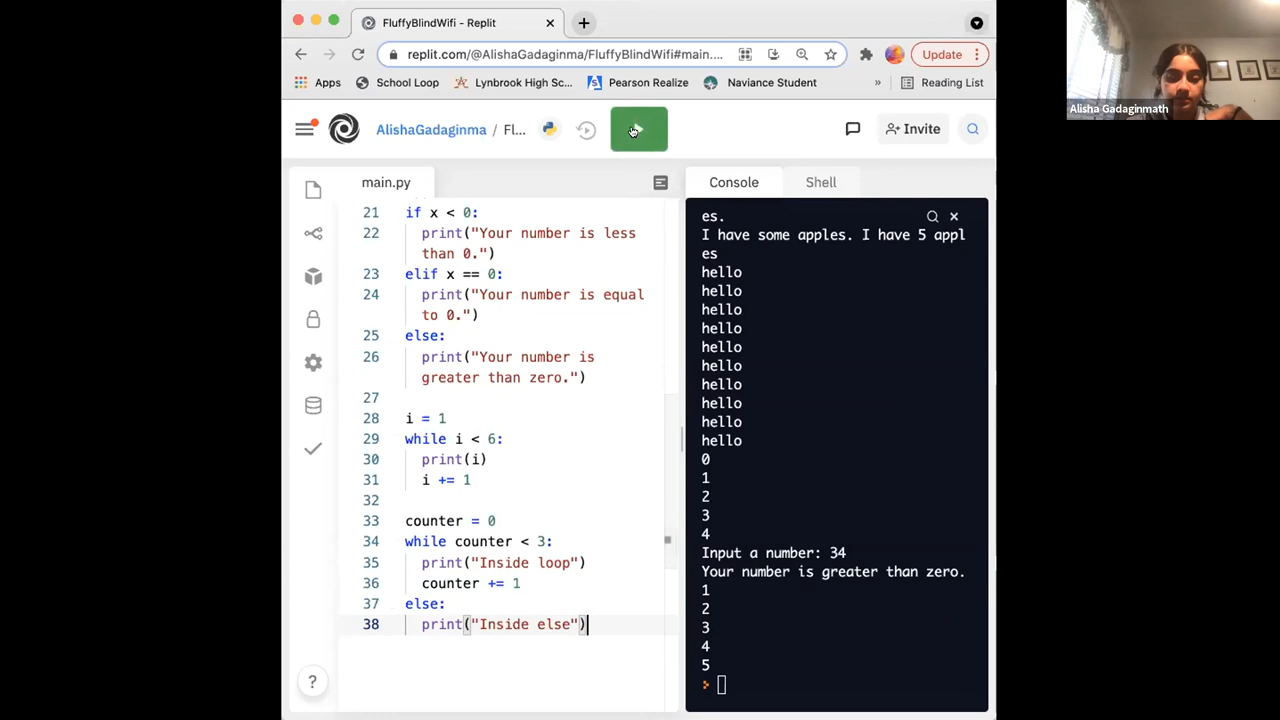 FluffyBlindWifi - Replit
replit.com/@AlishaGadaginma/FluffyBlindWifi#main....
Update
Apps
School Loop
Lynbrook High Sc...
Pearson Realize
Naviance Student
»
Reading List
AlishaGadaginma / Fl...
Invite
main.py
Console
Shell
21 if x < 0:
22 print("Your number is less
than 0.")
23 elif x == 0:
24 print("Your number is equal
to 0.")
25 else:
26 print("Your number is
greater than zero.")
27
28 i = 1
29 while i < 6:
30 print(i)
31 i += 1
32
33 counter = 0
34 while counter < 3:
35 print("Inside loop")
36 counter += 1
37 else:
38 print("Inside else")
?
es.
I have some apples. I have 5 appl
es
hello
hello
hello
hello
hello
hello
hello
hello
hello
hello
0
1
2
3
4
Input a number: 34
Your number is greater than zero.
1
2
3
4
5
Alisha Gadaginmath